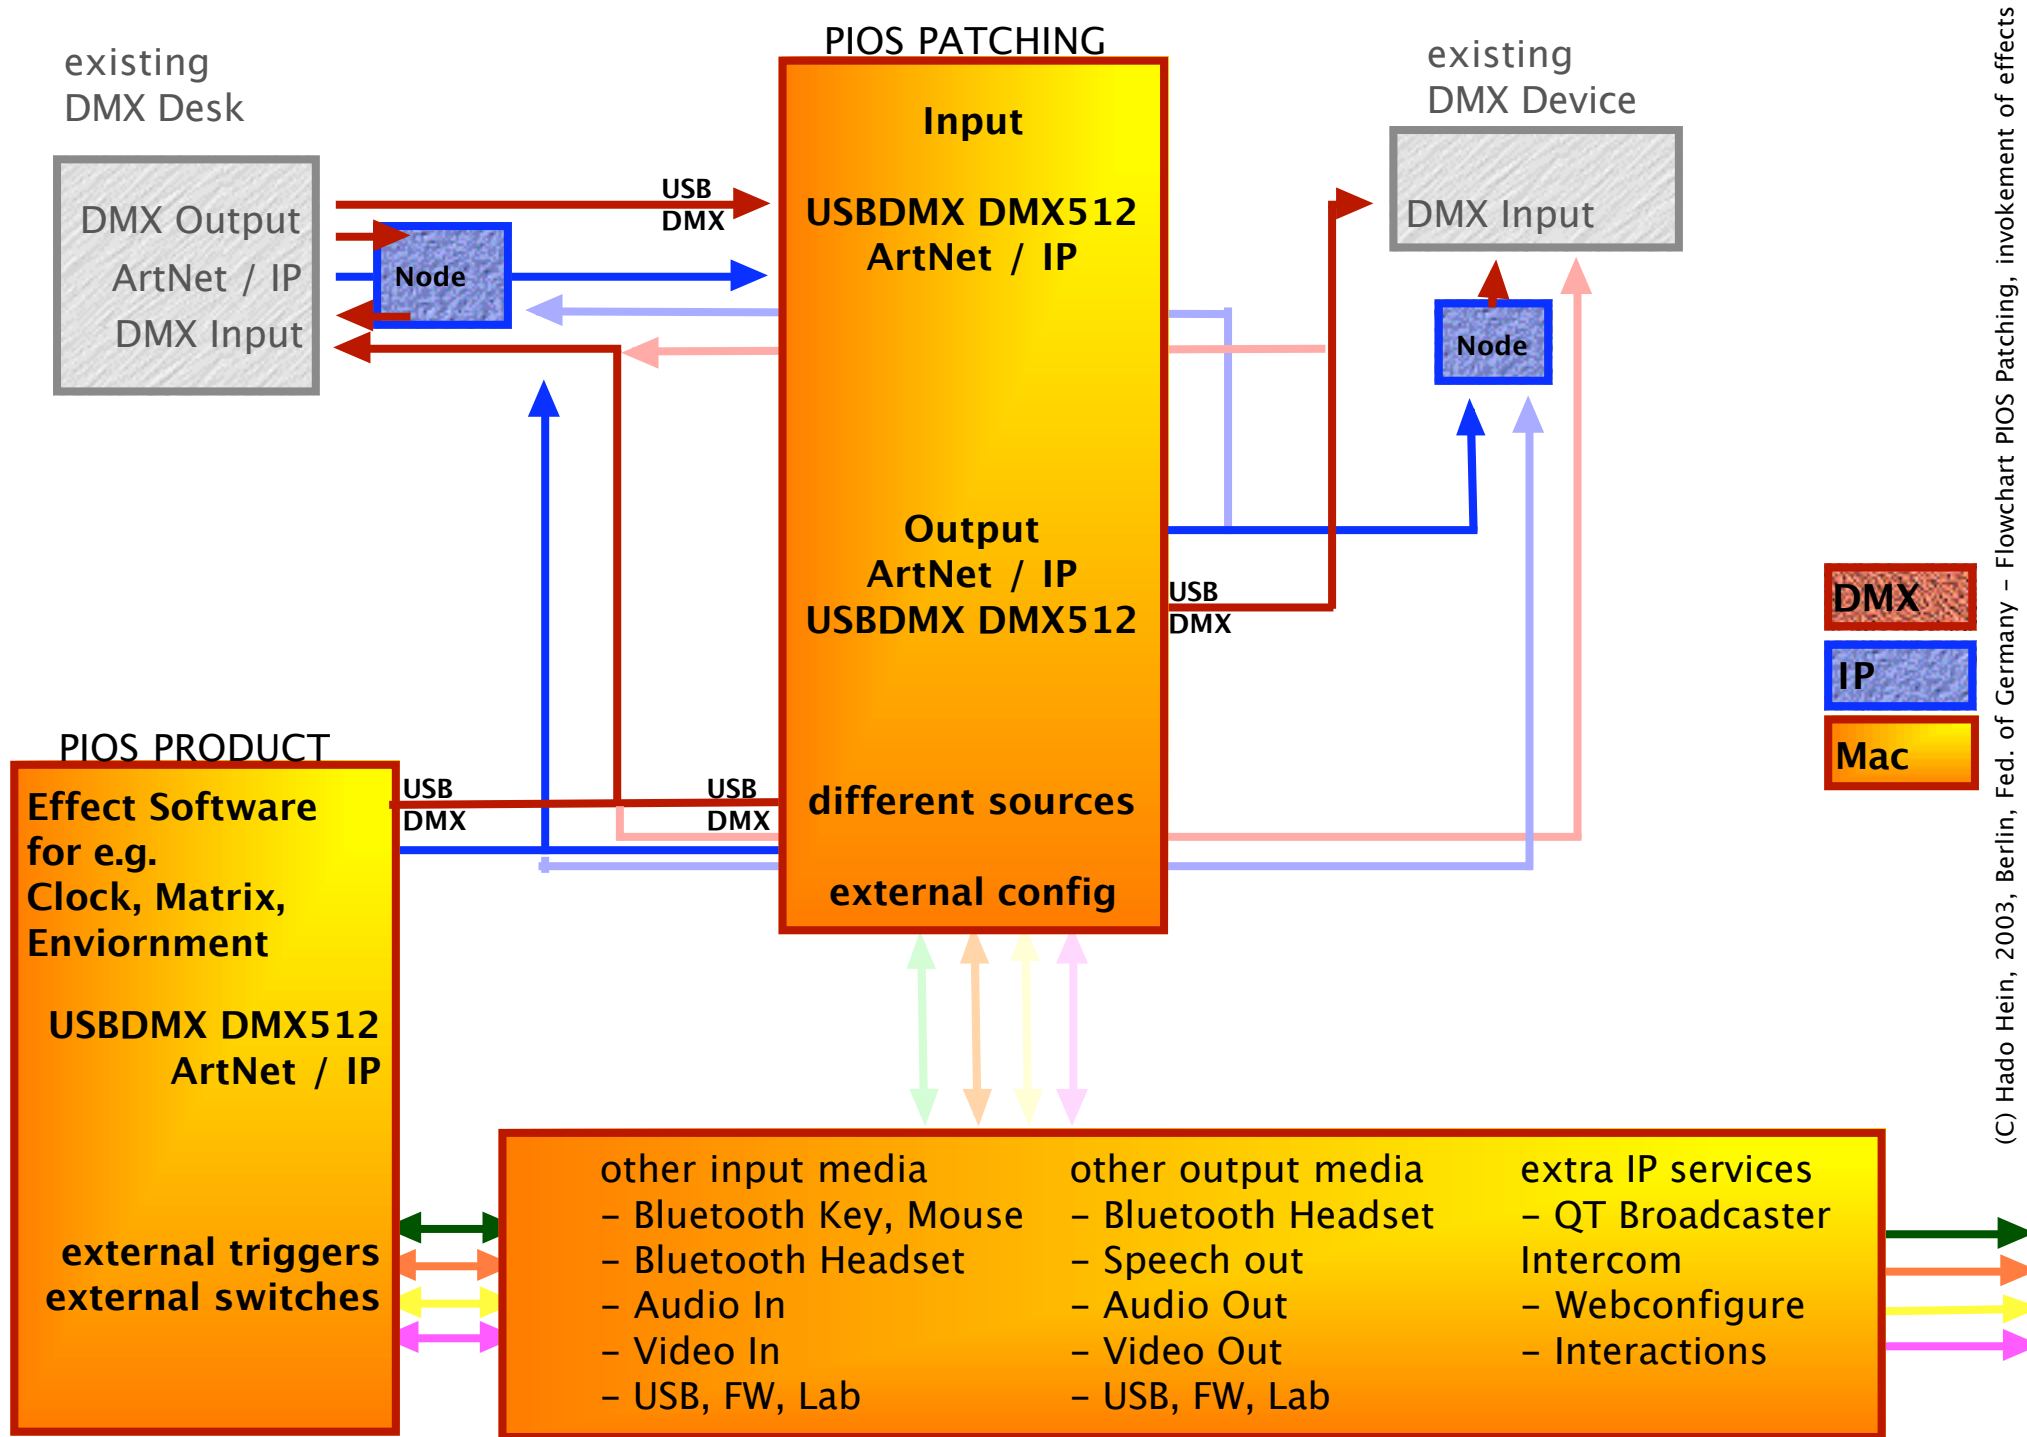 PIOS PATCHING
existing
DMX Desk
existing
DMX Device
DMX Output
ArtNet / IP
DMX Input
Node
USB
DMX
Input
USBDMX DMX512
ArtNet / IP
Output
ArtNet / IP
USBDMX DMX512
different sources
external config
DMX Input
Node
USB
DMX
DMX
IP
Mac
PIOS PRODUCT
Effect Software
for e.g.
Clock, Matrix,
Enviornment
USBDMX DMX512
ArtNet / IP
external triggers
external switches
USB
DMX
USB
DMX
other input media
– Bluetooth Key, Mouse
– Bluetooth Headset
– Audio In
– Video In
– USB, FW, Lab
other output media
– Bluetooth Headset
– Speech out
– Audio Out
– Video Out
– USB, FW, Lab
extra IP services
– QT Broadcaster
Intercom
– Webconfigure
– Interactions
(C) Hado Hein, 2003, Berlin, Fed. of Germany – Flowchart PIOS Patching, invokement of effects